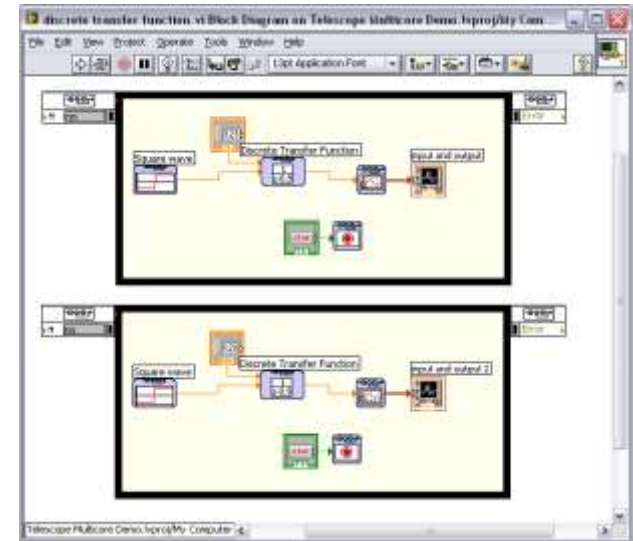 discrete transfer function.vi Block Diagram on Telescope Multicore Demo.lvproj/My Com...
File Edit View Project Operate Tools Window Help
13pt Application Font
Error
Discrete Transfer Function
Square wave
Input and output
Error
Discrete Transfer Function
Square wave
Input and output 2
Telescope Multicore Demo.lvproj/My Computer